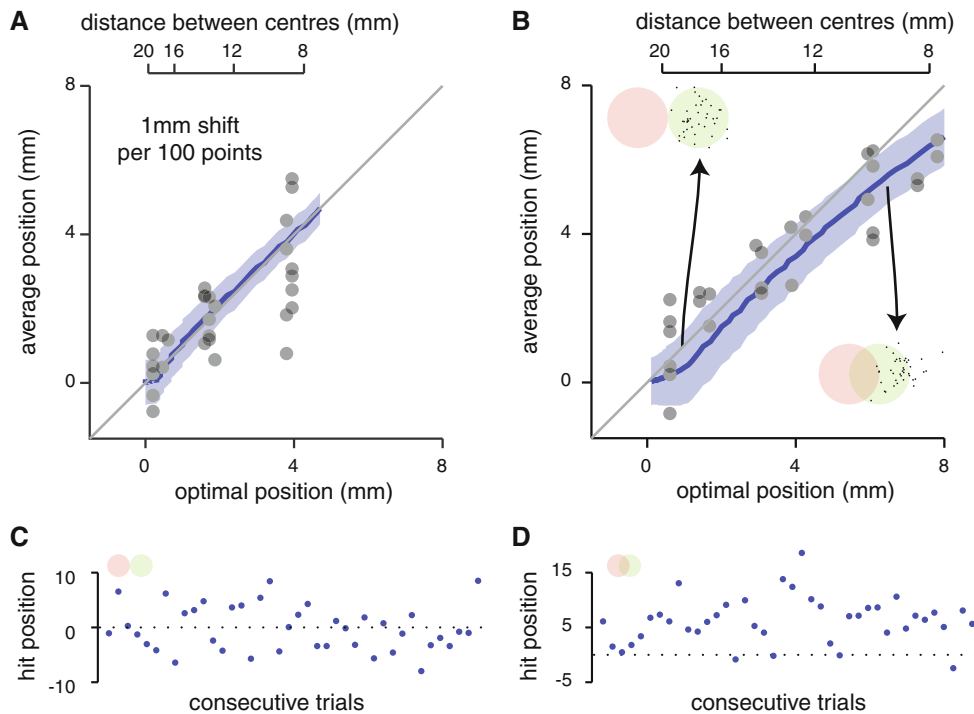 A
distance between centres (mm)
20 16 12 8
8
4
0
average position (mm)
1mm shift
per 100 points
0 4 8
optimal position (mm)
B
distance between centres (mm)
20 16 12 8
8
4
0
average position (mm)
0 4 8
optimal position (mm)
C
10
0
-10
hit position
consecutive trials
D
15
5
-5
hit position
consecutive trials